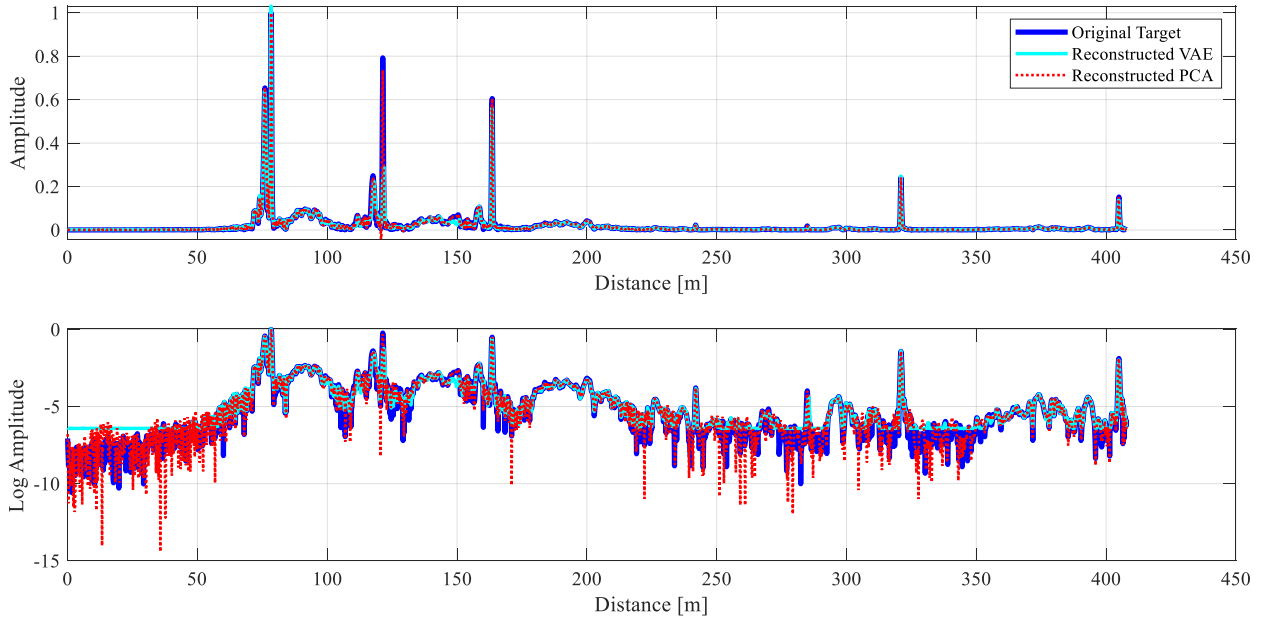 1
0.8
0.6
0.4
0.2
0
Amplitude
Original Target
Reconstructed VAE
Reconstructed PCA
0 50 100 150 200 250 300 350 400 450
Distance [m]
0
-5
-10
-15
Log Amplitude
0 50 100 150 200 250 300 350 400 450
Distance [m]